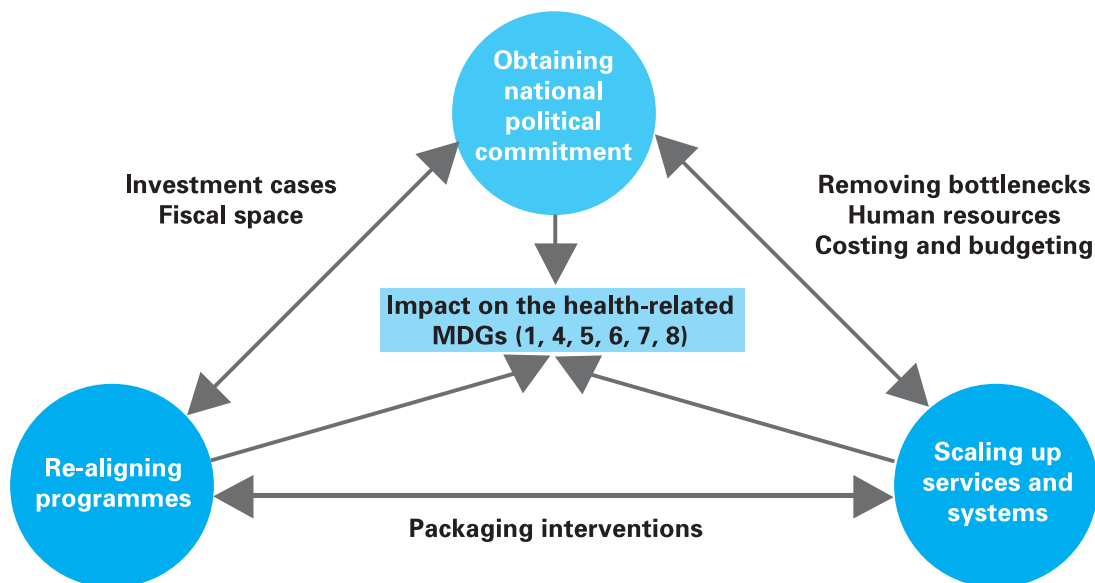 Obtaining
national
political
commitment
Investment cases
Fiscal space
Removing bottlenecks
Human resources
Costing and budgeting
Impact on the health-related
MDGs (1, 4, 5, 6, 7, 8)
Re-aligning
programmes
Scaling up
services and
systems
Packaging interventions